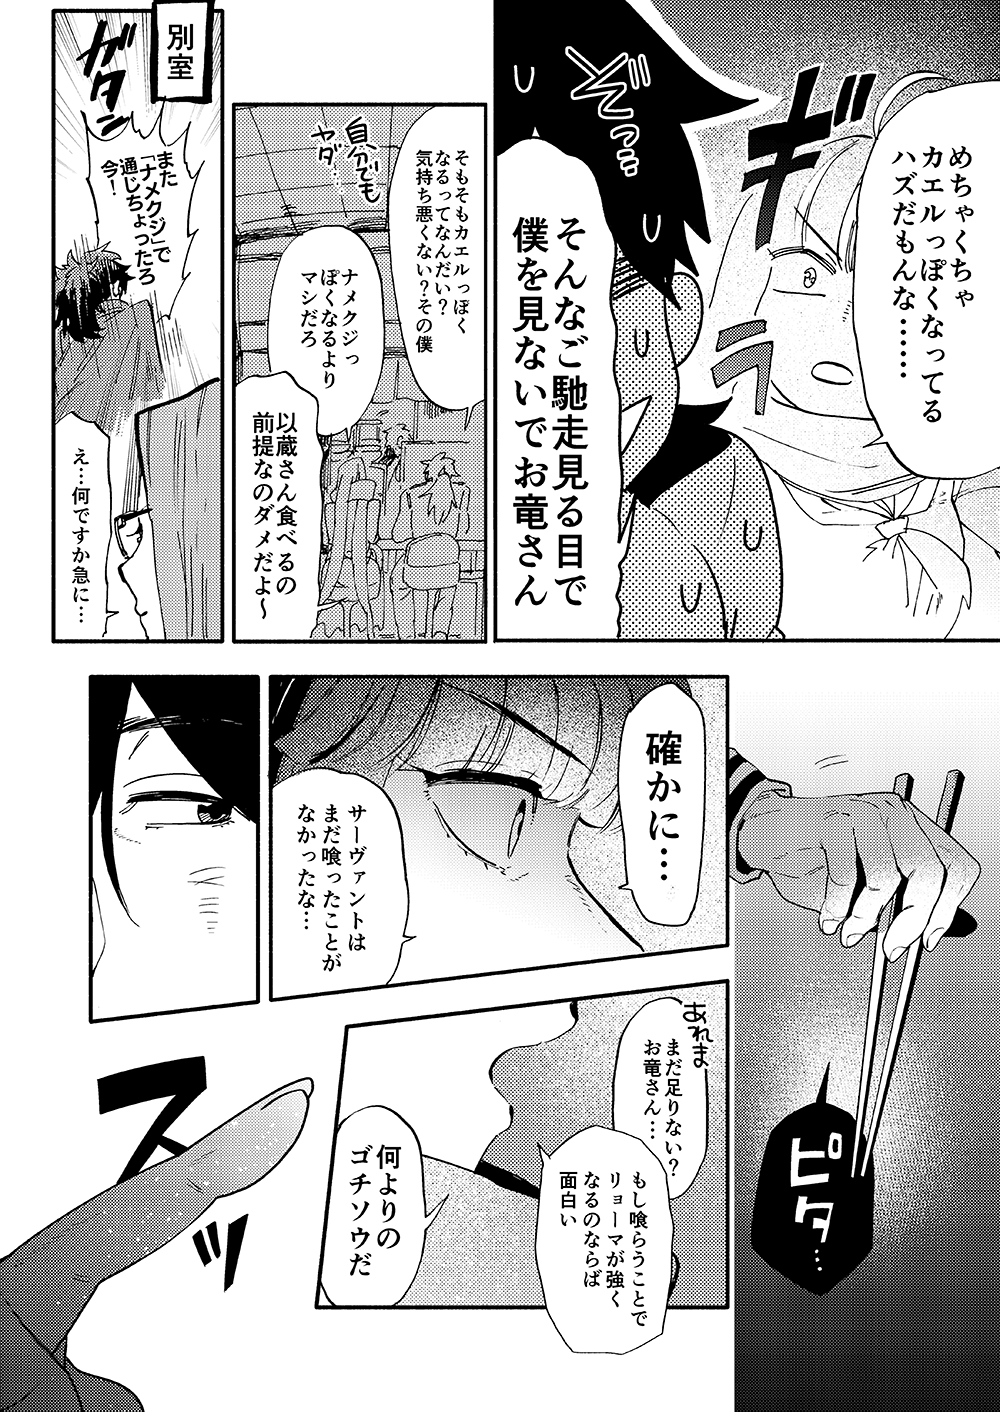 めちゃくちゃ
カエルっぽくなってる
ハズだもんな……
ギラギラ
ぞ〜っ…
そんなご馳走見る目で
僕を見ないでお竜さん
そもそもカエルっぽく
なるってなんだい？
気持ち悪くない？その僕
自分でも
ヤダ…
ナメクジっ
ぽくなるより
マシだろ
以蔵さん食べるの
前提なのダメだよ〜
別室
ガタン
また
「ナメクジ」で
通じちょったろ
今！
え…何ですか急に…
ピタ…
確かに…
サーヴァントは
まだ喰ったことが
なかったな…
あれま
まだ足りない？
お竜さん…
もし喰らうことで
リョーマが強く
なるのならば
面白い
何よりの
ゴチソウだ
スッ